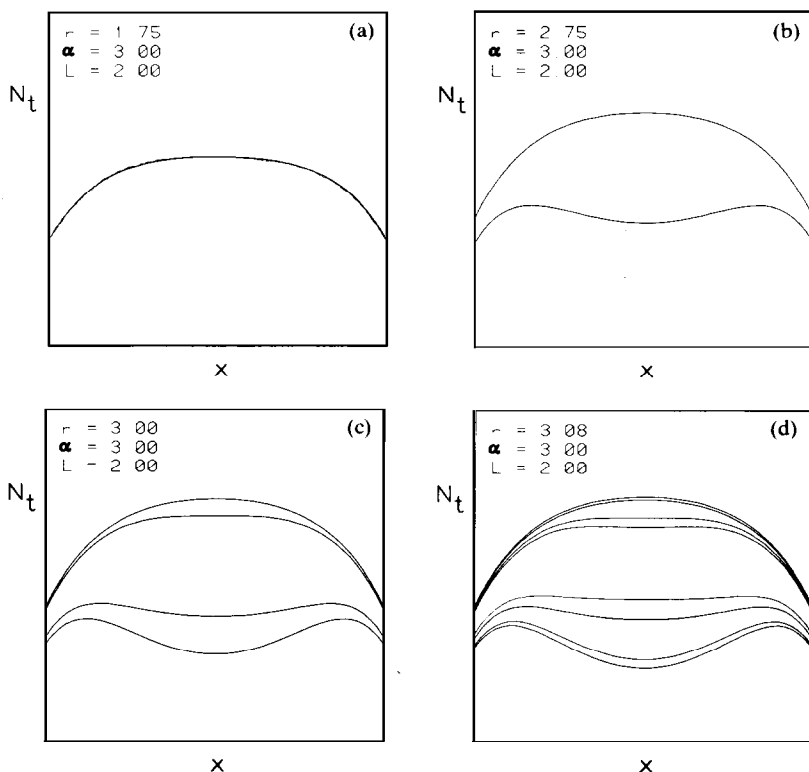 (a)
r = 1 75
α = 3 00
L = 2 00
N_t
x
(b)
r = 2 75
α = 3.00
L = 2.00
N_t
x
(c)
r = 3 00
α = 3 00
L - 2 00
N_t
x
(d)
r = 3 08
α = 3 00
L = 2 00
N_t
x